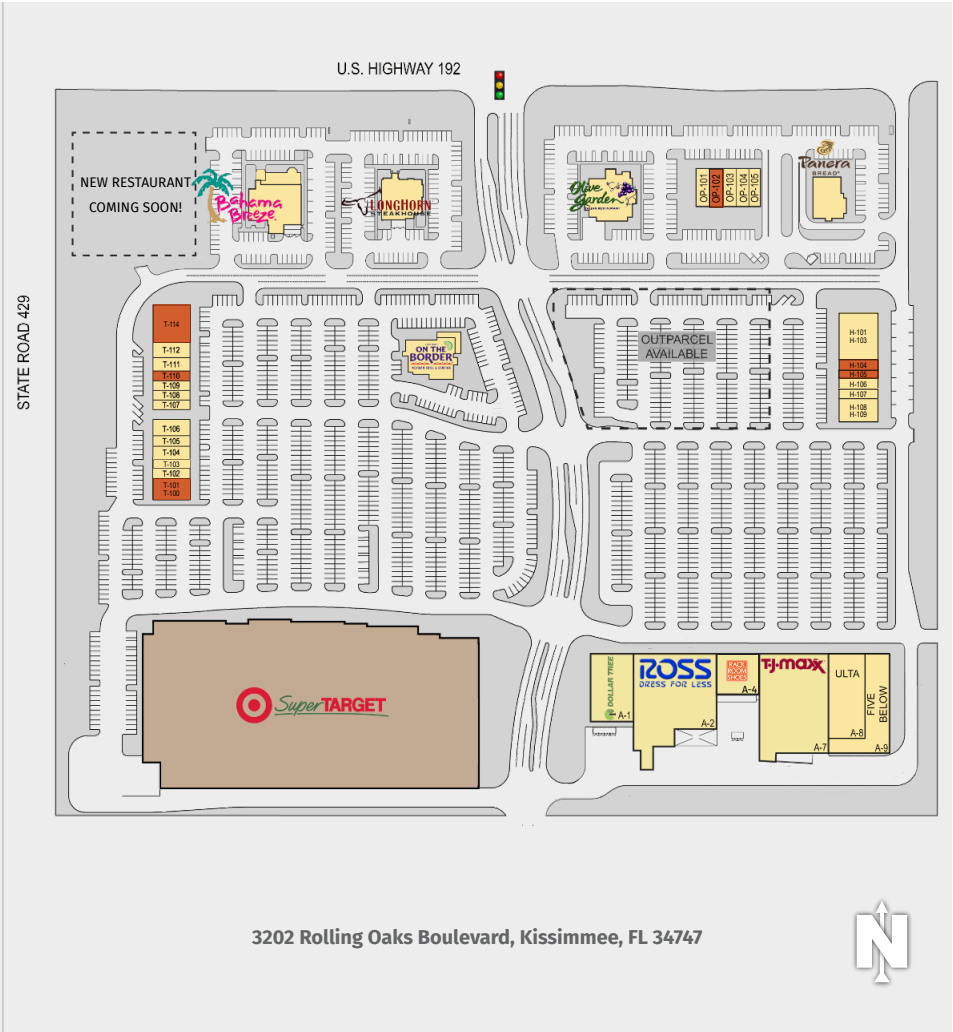 U.S. HIGHWAY 192
NEW RESTAURANT
COMING SOON!
Bahama
Breeze
LONGHORN
STEAKHOUSE
Olive
Garden
OP-101
OP-102
OP-103
OP-104
OP-105
Panera
BREAD
STATE ROAD 429
T-114
T-112
T-111
T-110
T-109
T-108
T-107
T-106
T-105
T-104
T-103
T-102
T-101
T-100
ON THE
BORDER
OUTPARCEL
AVAILABLE
H-101
H-103
H-104
H-105
H-106
H-107
H-108
H-109
SuperTARGET
DOLLAR TREE
A-1
ROSS
DRESS FOR LESS
A-2
RACK
ROOM
SHOES
A-4
T·J·maxx
A-7
ULTA
A-8
FIVE
BELOW
A-9
3202 Rolling Oaks Boulevard, Kissimmee, FL 34747
N